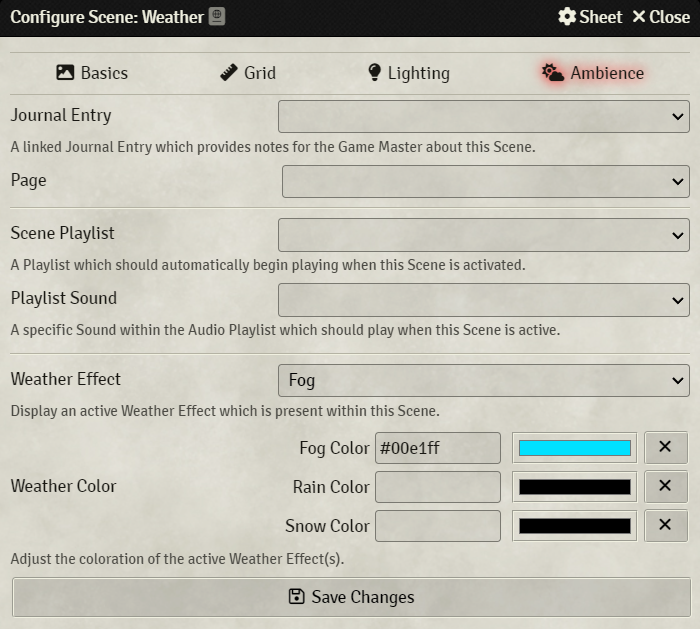 Configure Scene: Weather Sheet Close
Basics Grid Lighting Ambience
Journal Entry
A linked Journal Entry which provides notes for the Game Master about this Scene.
Page
Scene Playlist
A Playlist which should automatically begin playing when this Scene is activated.
Playlist Sound
A specific Sound within the Audio Playlist which should play when this Scene is active.
Weather Effect Fog
Display an active Weather Effect which is present within this Scene.
Fog Color #00e1ff
Weather Color Rain Color
Snow Color
Adjust the coloration of the active Weather Effect(s).
Save Changes